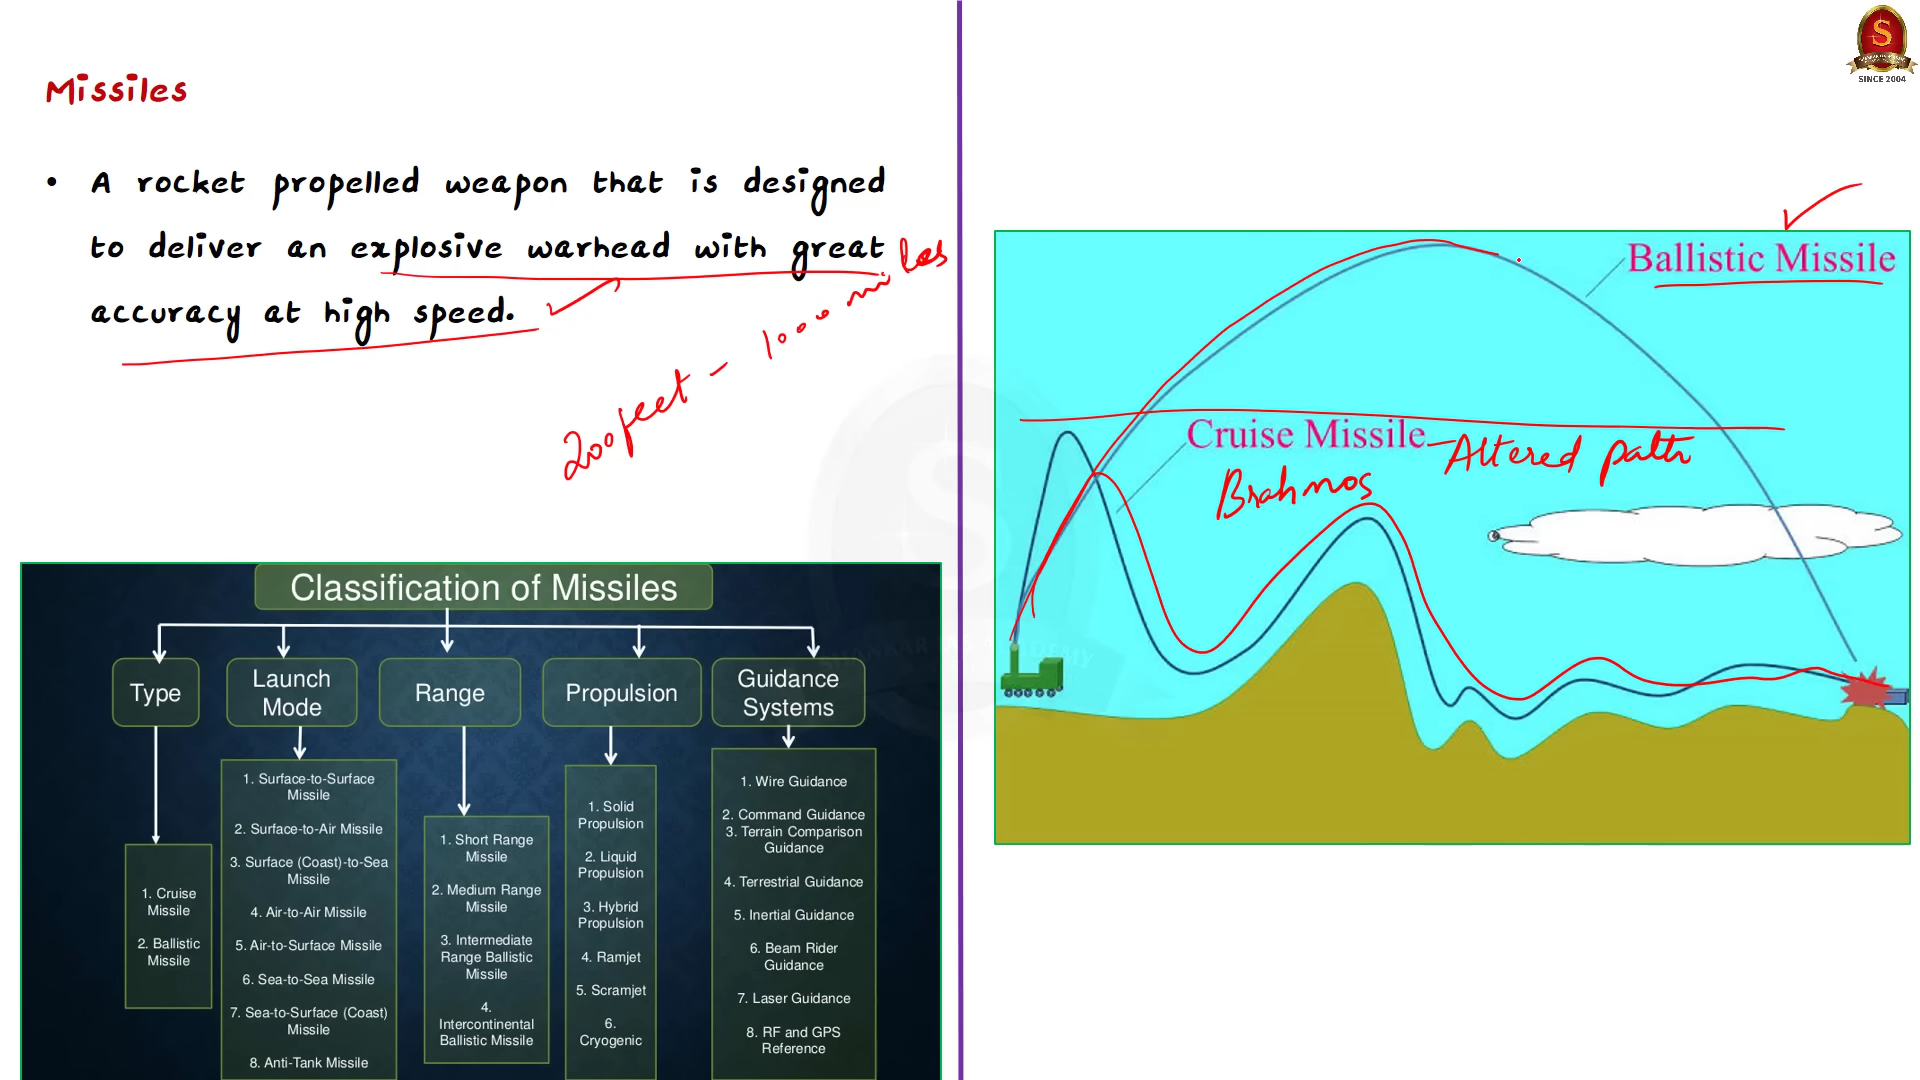 Missiles
• A rocket propelled weapon that is designed
to deliver an explosive warhead with great
accuracy at high speed.
200feet - 1000 miles
Classification of Missiles
Type
1. Cruise
Missile
2. Ballistic
Missile
Launch
Mode
1. Surface-to-Surface
Missile
2. Surface-to-Air Missile
3. Surface (Coast)-to-Sea
Missile
4. Air-to-Air Missile
5. Air-to-Surface Missile
6. Sea-to-Sea Missile
7. Sea-to-Surface (Coast)
Missile
8. Anti-Tank Missile
Range
1. Short Range
Missile
2. Medium Range
Missile
3. Intermediate
Range Ballistic
Missile
4.
Intercontinental
Ballistic Missile
Propulsion
1. Solid
Propulsion
2. Liquid
Propulsion
3. Hybrid
Propulsion
4. Ramjet
5. Scramjet
6.
Cryogenic
Guidance
Systems
1. Wire Guidance
2. Command Guidance
3. Terrain Comparison
Guidance
4. Terrestrial Guidance
5. Inertial Guidance
6. Beam Rider
Guidance
7. Laser Guidance
8. RF and GPS
Reference
S
SINCE 2004
Ballistic Missile
Cruise Missile - Altered path
Brahmos